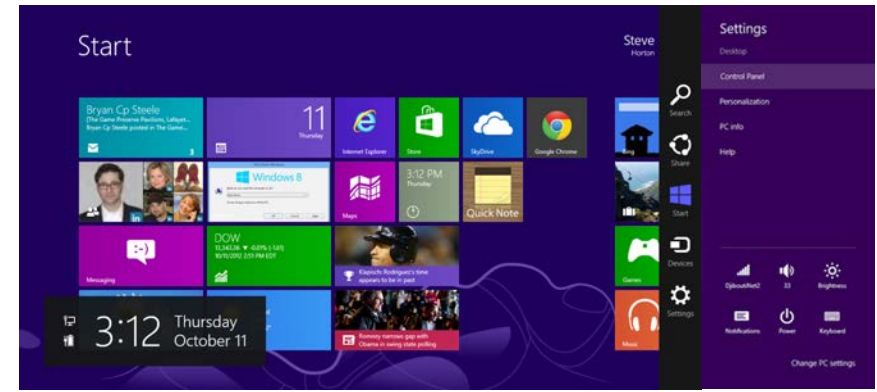 Start
Steve
Horton
Bryan Cp Steele
(The Game Preserve Pavilions, Lafayet...
Bryan Cp Steele posted in The Game...
3
11
Thursday
Internet Explorer
Store
SkyDrive
Google Chrome
Bing
Windows 8
Maps
3:12 PM
Thursday
Quick Note
Messaging
:-)
DOW
10/11/2012 2:51 PM EDT
Klapisch: Rodriguez's time
appears to be in past
Games
Romney narrows gap with
Obama in swing state polling
Music
3:12
Thursday
October 11
Search
Share
Start
Devices
Settings
Settings
Desktop
Control Panel
Personalization
PC info
Help
33
Brightness
Notifications
Power
Keyboard
Change PC settings